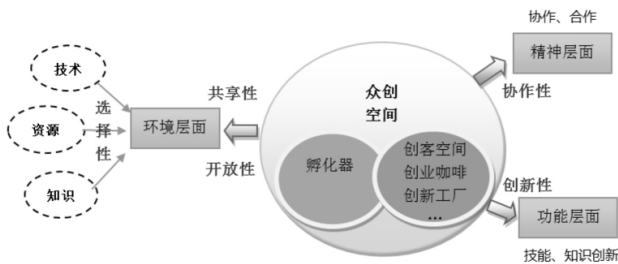 协作、合作
精神层面
协作性
技术
资源
知识
选
择
性
环境层面
共享性
开放性
众创
空间
孵化器
创客空间
创业咖啡
创新工厂
...
创新性
功能层面
技能、知识创新